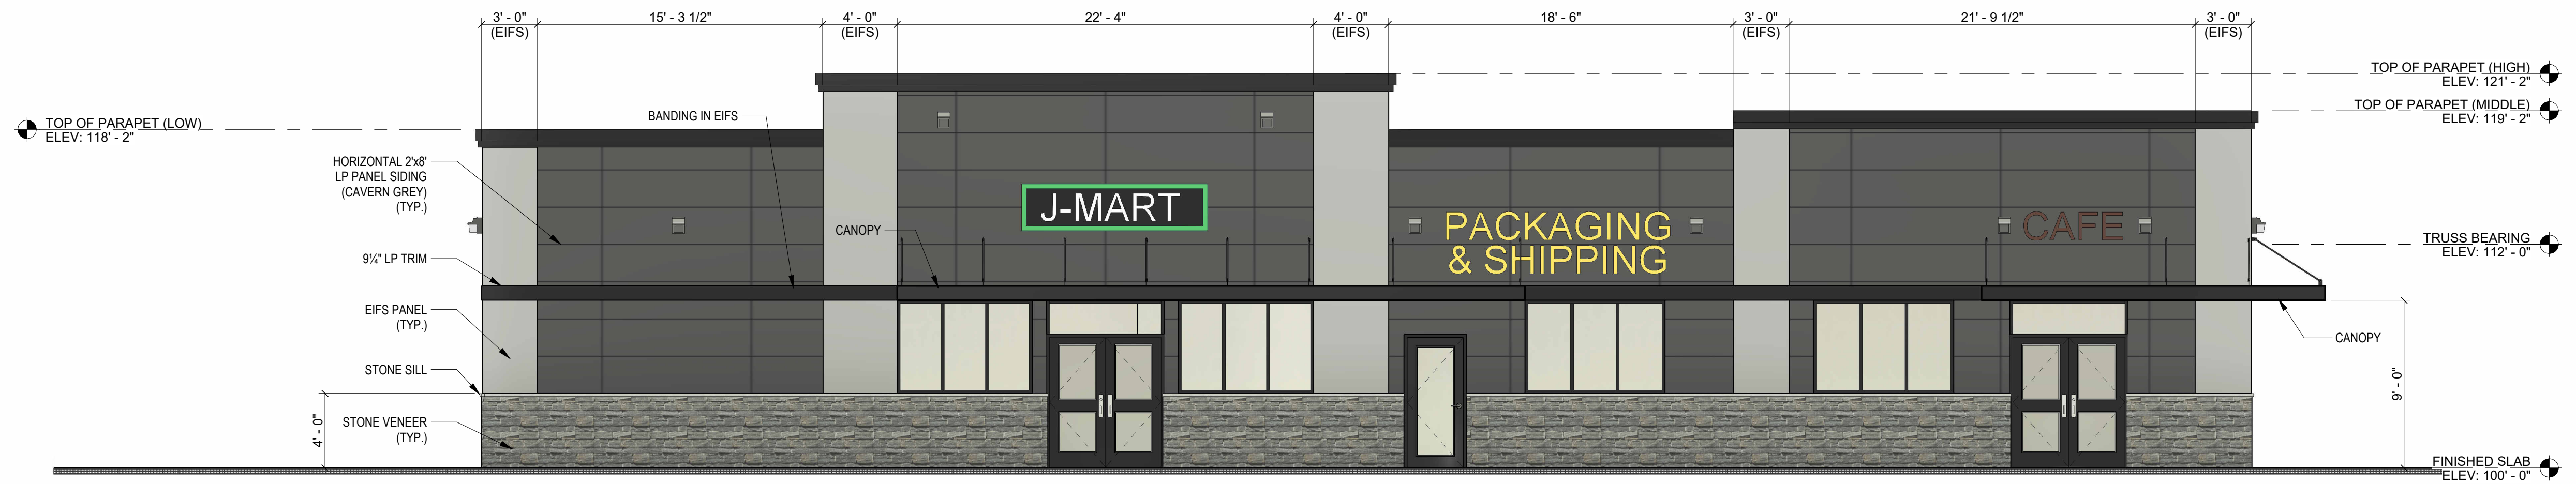 3' - 0"
(EIFS)
15' - 3 1/2"
4' - 0"
(EIFS)
22' - 4"
4' - 0"
(EIFS)
18' - 6"
3' - 0"
(EIFS)
21' - 9 1/2"
3' - 0"
(EIFS)
TOP OF PARAPET (HIGH)
ELEV: 121' - 2"
TOP OF PARAPET (MIDDLE)
ELEV: 119' - 2"
TOP OF PARAPET (LOW)
ELEV: 118' - 2"
BANDING IN EIFS
HORIZONTAL 2'x8'
LP PANEL SIDING
(CAVERN GREY)
(TYP.)
J-MART
CANOPY
PACKAGING
& SHIPPING
CAFE
TRUSS BEARING
ELEV: 112' - 0"
9¼" LP TRIM
EIFS PANEL
(TYP.)
CANOPY
STONE SILL
9' - 0"
4' - 0"
STONE VENEER
(TYP.)
FINISHED SLAB
ELEV: 100' - 0"